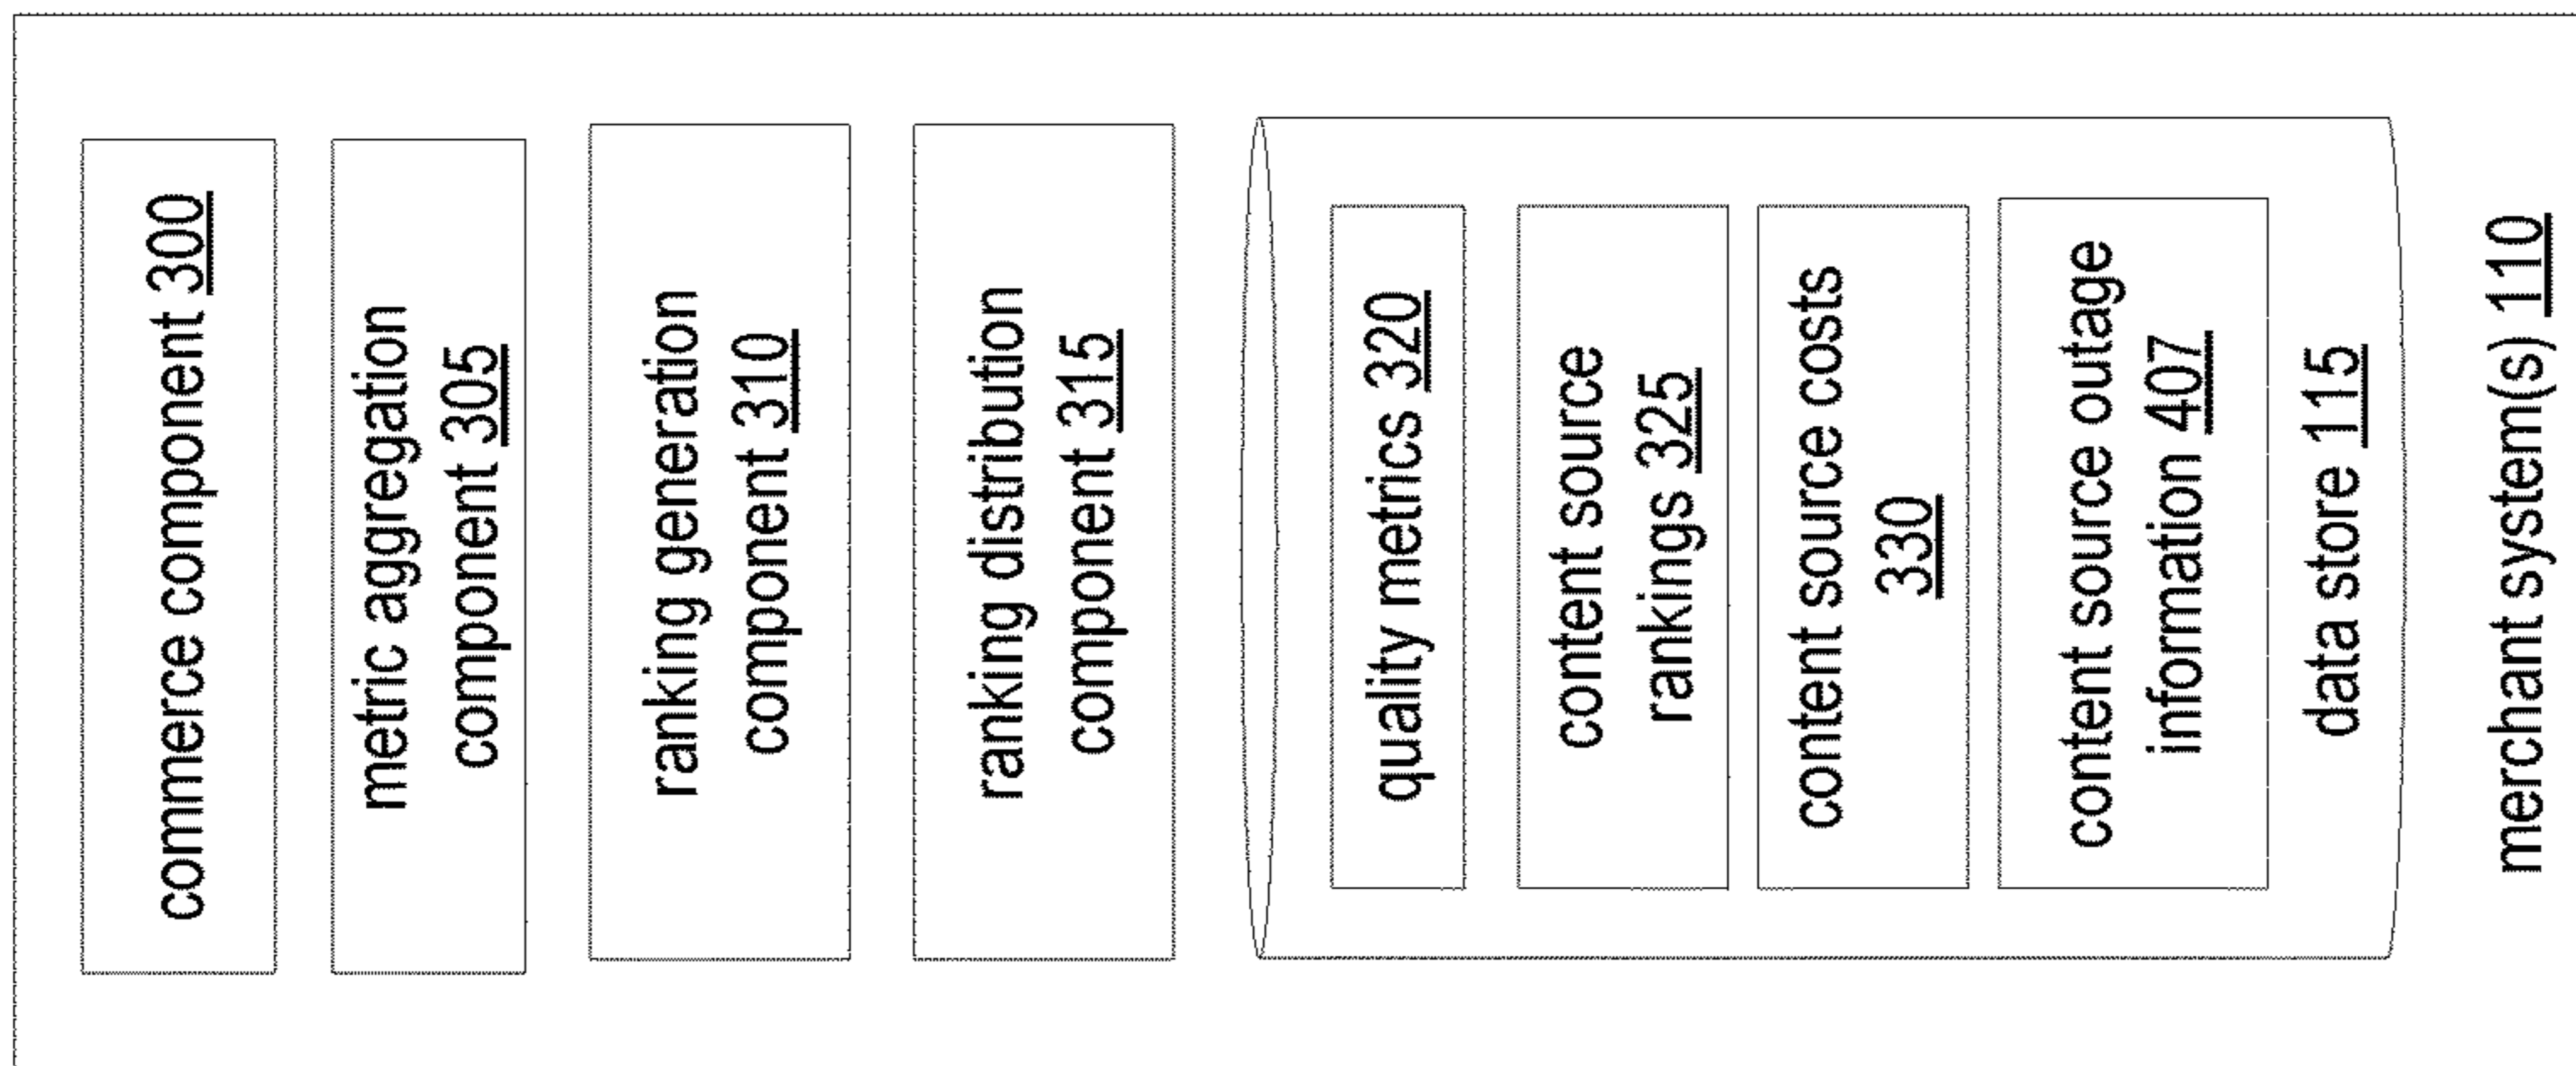 commerce component 300
metric aggregation
component 305
ranking generation
component 310
ranking distribution
component 315
quality metrics 320
content source
rankings 325
content source costs
330
content source outage
information 407
data store 115
merchant system(s) 110